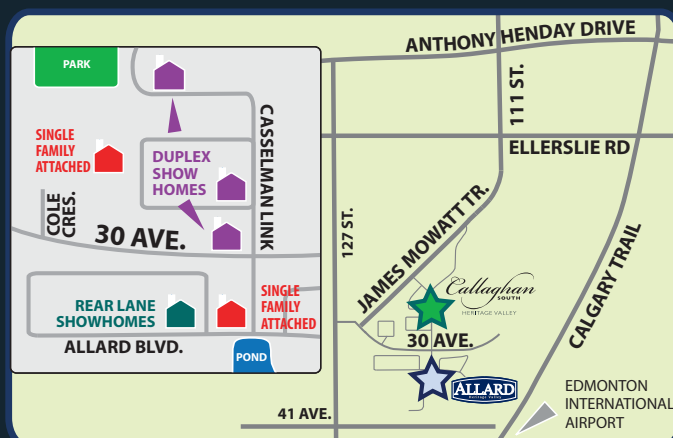 PARK
SINGLE
FAMILY
ATTACHED
DUPLEX
SHOW
HOMES
CASSELMAN LINK
COLE
CRES.
30 AVE.
REAR LANE
SHOWHOMES
SINGLE
FAMILY
ATTACHED
ALLARD BLVD.
POND
ANTHONY HENDAY DRIVE
111 ST.
ELLERSLIE RD
127 ST.
JAMES MOWATT TR.
CALGARY TRAIL
Callaghan
SOUTH
HERITAGE VALLEY
30 AVE.
ALLARD
Heritage Valley
41 AVE.
EDMONTON
INTERNATIONAL
AIRPORT